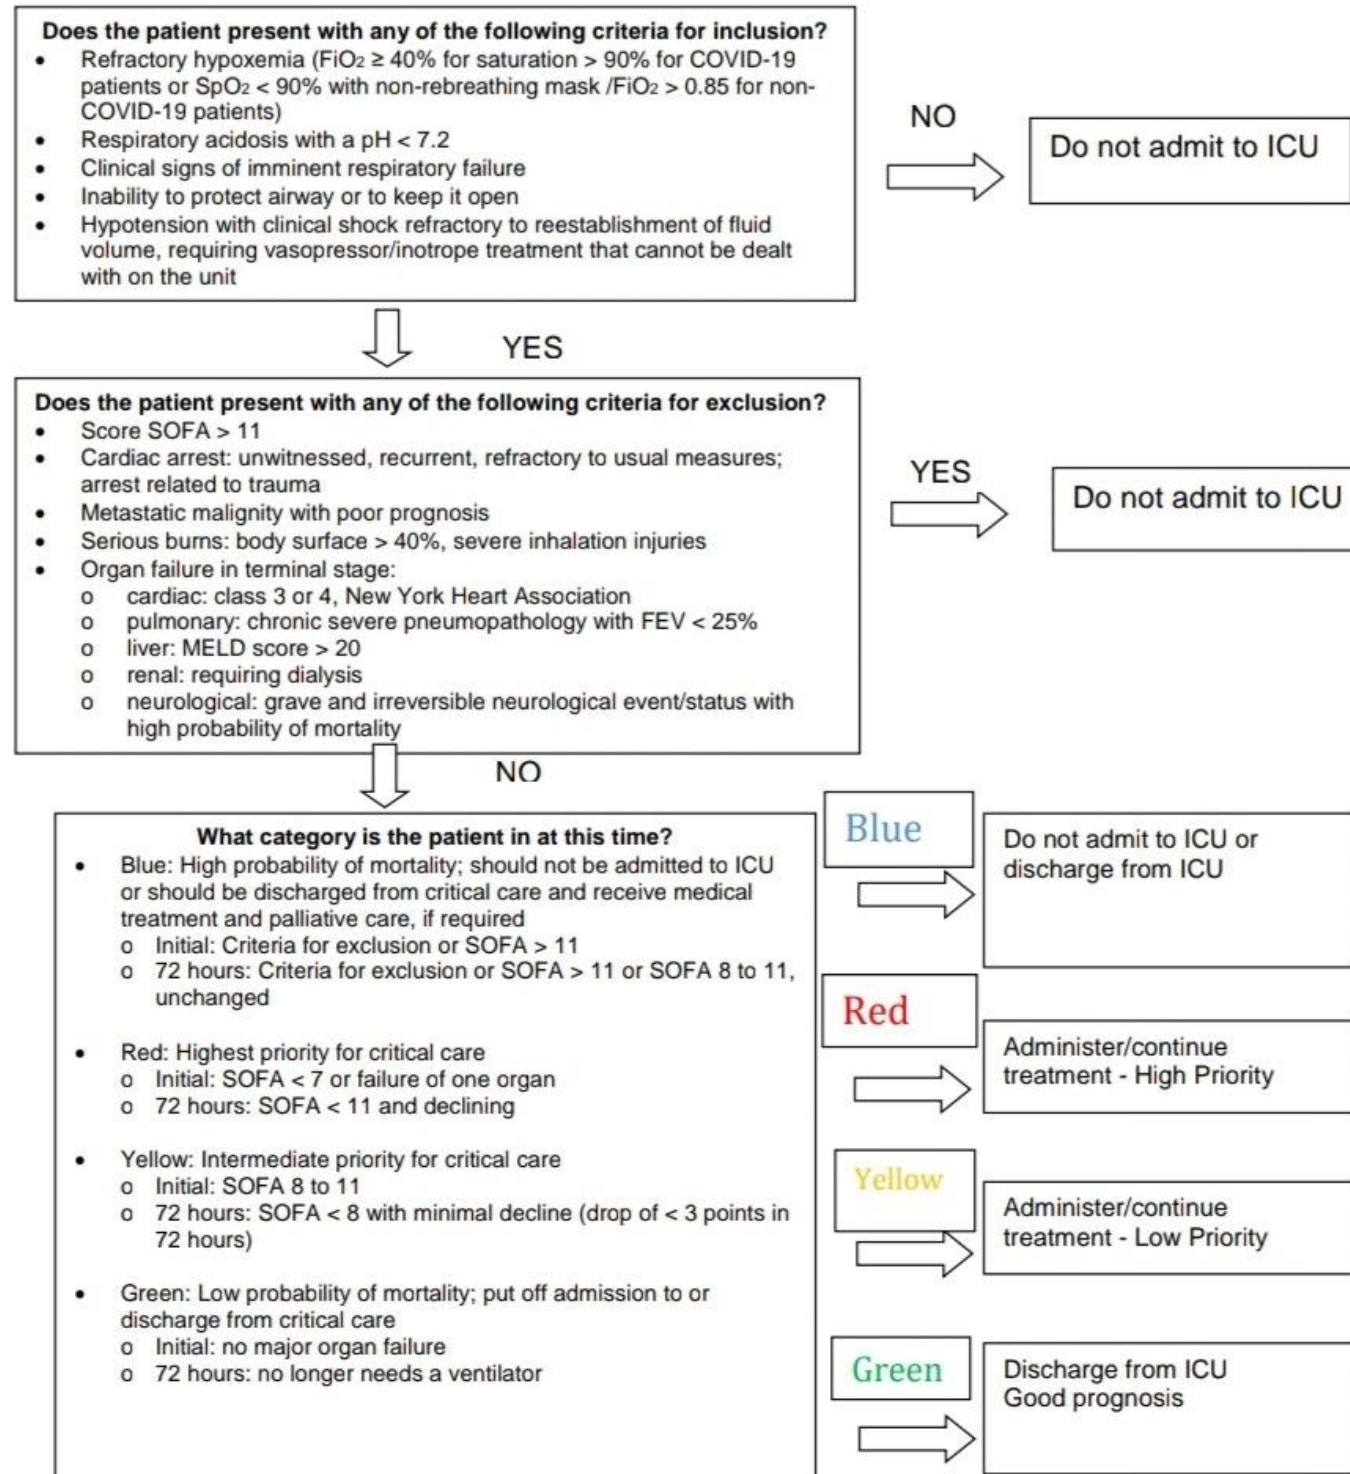 Does the patient present with any of the following criteria for inclusion?
• Refractory hypoxemia (FiO2 ≥ 40% for saturation > 90% for COVID-19
patients or SpO2 < 90% with non-rebreathing mask /FiO2 > 0.85 for non-
COVID-19 patients)
• Respiratory acidosis with a pH < 7.2
• Clinical signs of imminent respiratory failure
• Inability to protect airway or to keep it open
• Hypotension with clinical shock refractory to reestablishment of fluid
volume, requiring vasopressor/inotrope treatment that cannot be dealt
with on the unit
NO
Do not admit to ICU
YES
Does the patient present with any of the following criteria for exclusion?
• Score SOFA > 11
• Cardiac arrest: unwitnessed, recurrent, refractory to usual measures;
arrest related to trauma
• Metastatic malignity with poor prognosis
• Serious burns: body surface > 40%, severe inhalation injuries
• Organ failure in terminal stage:
o cardiac: class 3 or 4, New York Heart Association
o pulmonary: chronic severe pneumopathology with FEV < 25%
o liver: MELD score > 20
o renal: requiring dialysis
o neurological: grave and irreversible neurological event/status with
high probability of mortality
YES
Do not admit to ICU
NO
What category is the patient in at this time?
• Blue: High probability of mortality; should not be admitted to ICU
or should be discharged from critical care and receive medical
treatment and palliative care, if required
o Initial: Criteria for exclusion or SOFA > 11
o 72 hours: Criteria for exclusion or SOFA > 11 or SOFA 8 to 11,
unchanged
• Red: Highest priority for critical care
o Initial: SOFA < 7 or failure of one organ
o 72 hours: SOFA < 11 and declining
• Yellow: Intermediate priority for critical care
o Initial: SOFA 8 to 11
o 72 hours: SOFA < 8 with minimal decline (drop of < 3 points in
72 hours)
• Green: Low probability of mortality; put off admission to or
discharge from critical care
o Initial: no major organ failure
o 72 hours: no longer needs a ventilator
Blue
Do not admit to ICU or
discharge from ICU
Red
Administer/continue
treatment - High Priority
Yellow
Administer/continue
treatment - Low Priority
Green
Discharge from ICU
Good prognosis